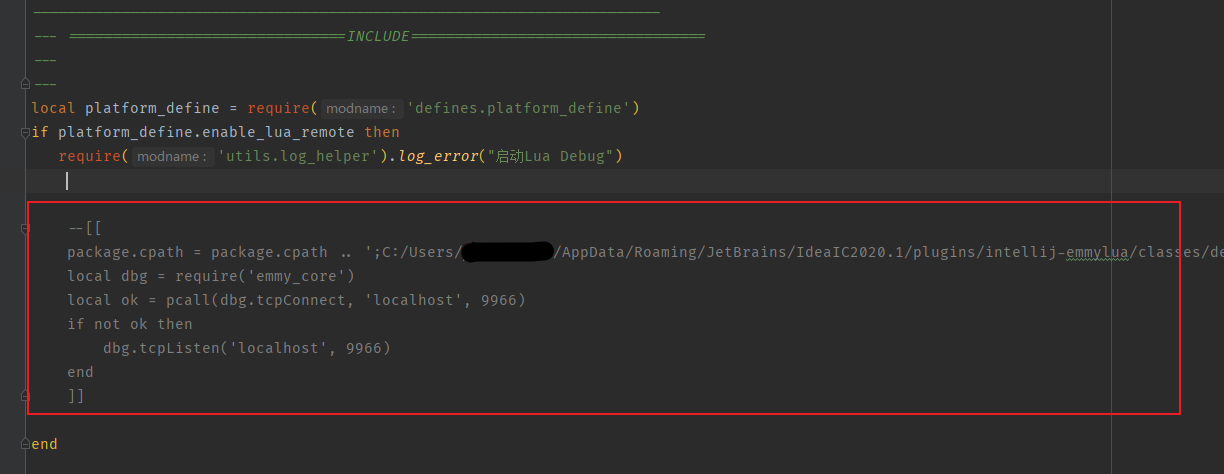 ----------------------------------------------------------------------
--- ===============================INCLUDE=================================
---
---
local platform_define = require( modname: 'defines.platform_define')
if platform_define.enable_lua_remote then
require( modname: 'utils.log_helper').log_error("启动Lua Debug")
--[[
package.cpath = package.cpath .. ';C:/Users/ /AppData/Roaming/JetBrains/IdeaIC2020.1/plugins/intellij-emmylua/classes/de
local dbg = require('emmy_core')
local ok = pcall(dbg.tcpConnect, 'localhost', 9966)
if not ok then
dbg.tcpListen('localhost', 9966)
end
]]
end